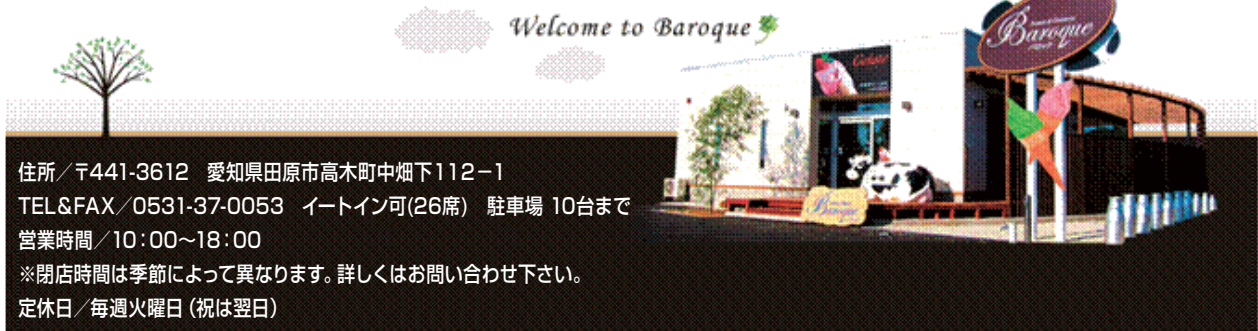 Welcome to Baroque
Baroque
Gelato
Baroque
住所／〒441-3612　愛知県田原市高木町中畑下112－1
TEL&FAX／0531-37-0053　イートイン可(26席)　駐車場 10台まで
営業時間／10：00〜18：00
※閉店時間は季節によって異なります。詳しくはお問い合わせ下さい。
定休日／毎週火曜日（祝は翌日）